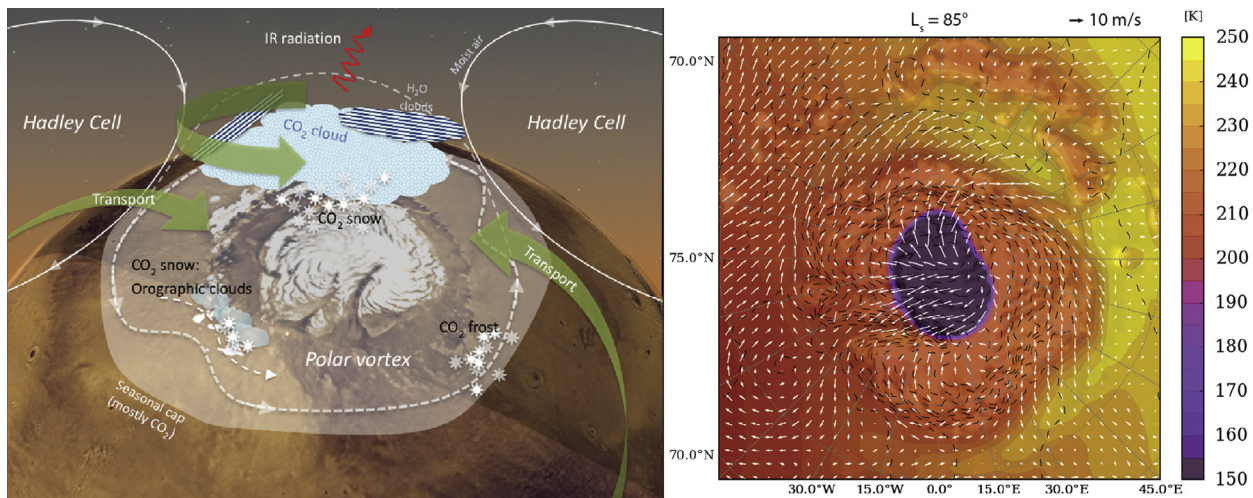 IR radiation
Moist air
H₂O
clouds
Hadley Cell
CO₂ cloud
Hadley Cell
Transport
CO₂ snow
CO₂ snow:
Orographic clouds
Transport
CO₂ frost
Polar vortex
Seasonal cap
(mostly CO₂)
Lₛ = 85°
10 m/s
[K]
70.0°N
75.0°N
70.0°N
30.0°W 15.0°W 0.0° 15.0°E 30.0°E 45.0°E
250
240
230
220
210
200
190
180
170
160
150